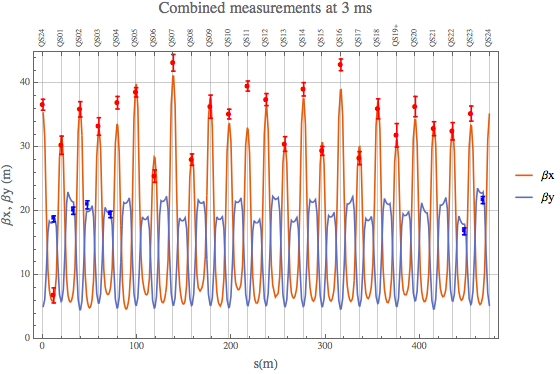 Combined measurements at 3 ms
QS24 QS01 QS02 QS03 QS04 QS05 QS06 QS07 QS08 QS09 QS10 QS11 QS12 QS13 QS14 QS15 QS16 QS17 QS18 QS19+ QS20 QS21 QS22 QS23 QS24
40
30
20
10
0
βx, βy (m)
βx
βy
0 100 200 300 400
s(m)